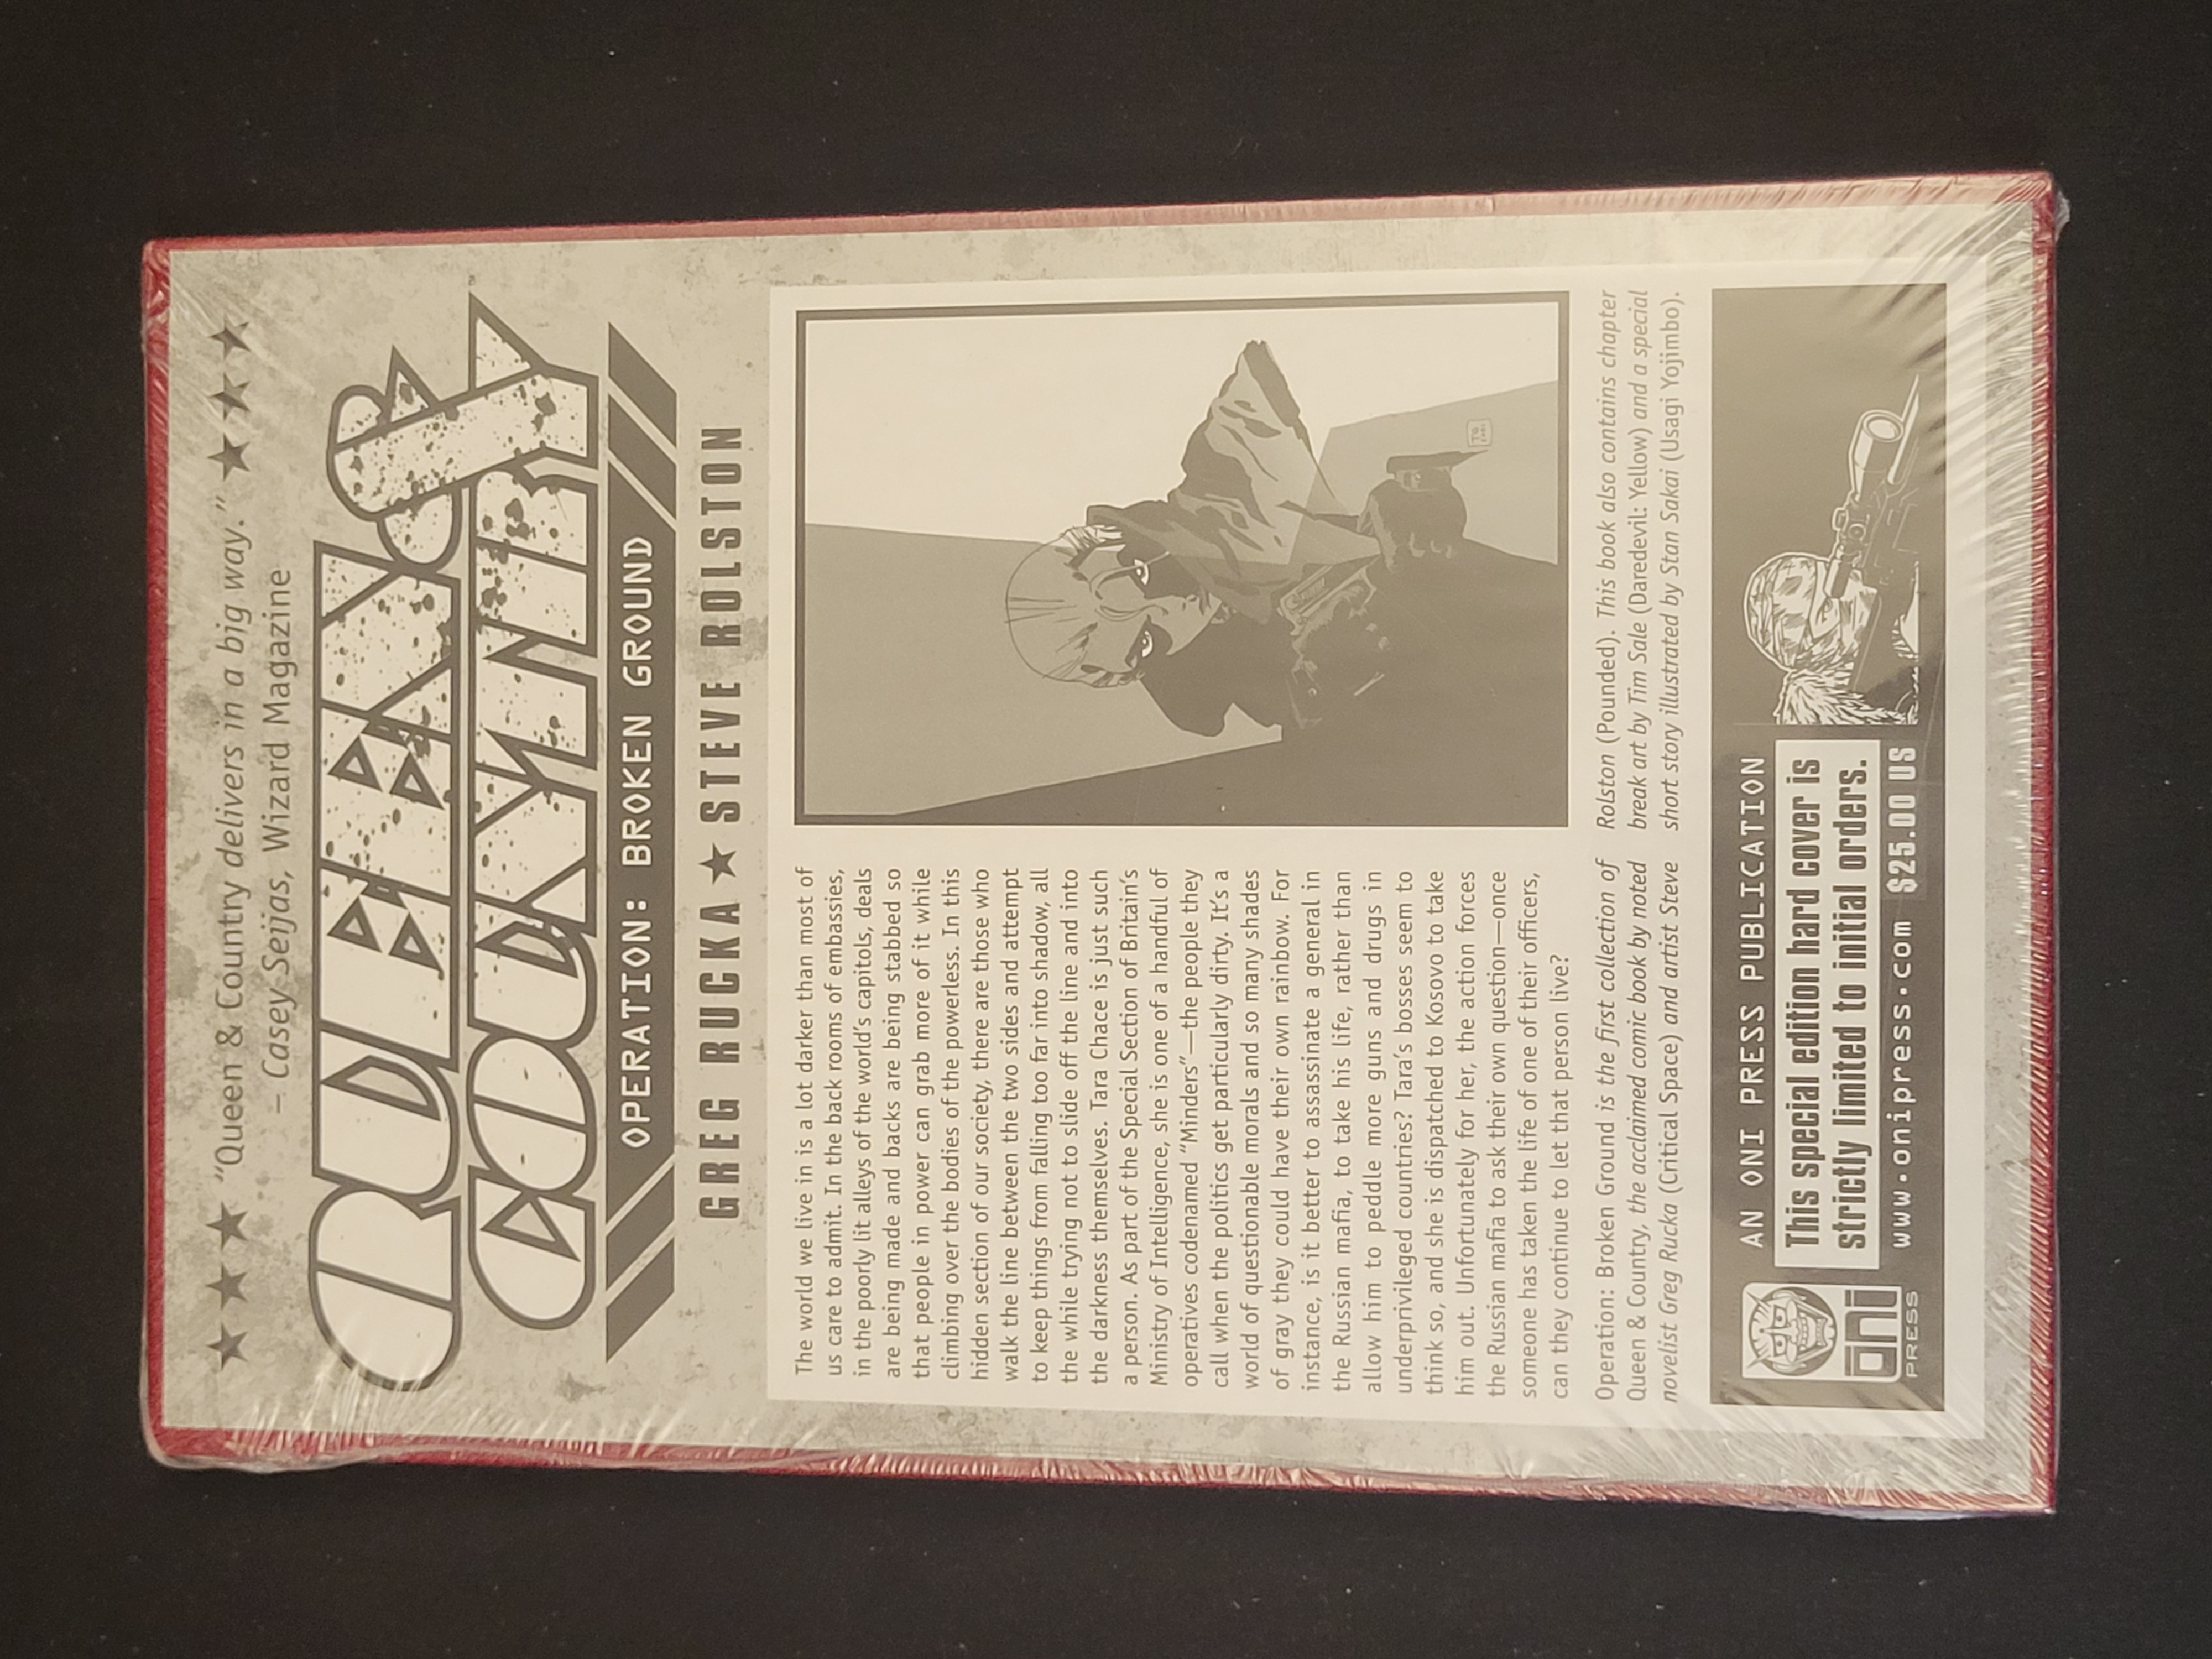 ★ ★ ★ "Queen & Country delivers in a big way." ★ ★ ★
– Casey Seijas, Wizard Magazine
QUEEN &
COUNTRY
OPERATION: BROKEN GROUND
GREG RUCKA ★ STEVE ROLSTON
The world we live in is a lot darker than most of
us care to admit. In the back rooms of embassies,
in the poorly lit alleys of the world's capitols, deals
are being made and backs are being stabbed so
that people in power can grab more of it while
climbing over the bodies of the powerless. In this
hidden section of our society, there are those who
walk the line between the two sides and attempt
to keep things from falling too far into shadow, all
the while trying not to slide off the line and into
the darkness themselves. Tara Chace is just such
a person. As part of the Special Section of Britain's
Ministry of Intelligence, she is one of a handful of
operatives codenamed "Minders"—the people they
call when the politics get particularly dirty. It's a
world of questionable morals and so many shades
of gray they could have their own rainbow. For
instance, is it better to assassinate a general in
the Russian mafia, to take his life, rather than
allow him to peddle more guns and drugs in
underprivileged countries? Tara's bosses seem to
think so, and she is dispatched to Kosovo to take
him out. Unfortunately for her, the action forces
the Russian mafia to ask their own question—once
someone has taken the life of one of their officers,
can they continue to let that person live?
Operation: Broken Ground is the first collection of
Queen & Country, the acclaimed comic book by noted
novelist Greg Rucka (Critical Space) and artist Steve
Rolston (Pounded). This book also contains chapter
break art by Tim Sale (Daredevil: Yellow) and a special
short story illustrated by Stan Sakai (Usagi Yojimbo).
ONI
PRESS
AN ONI PRESS PUBLICATION
This special edition hard cover is
strictly limited to initial orders.
www.onipress.com $25.00 US